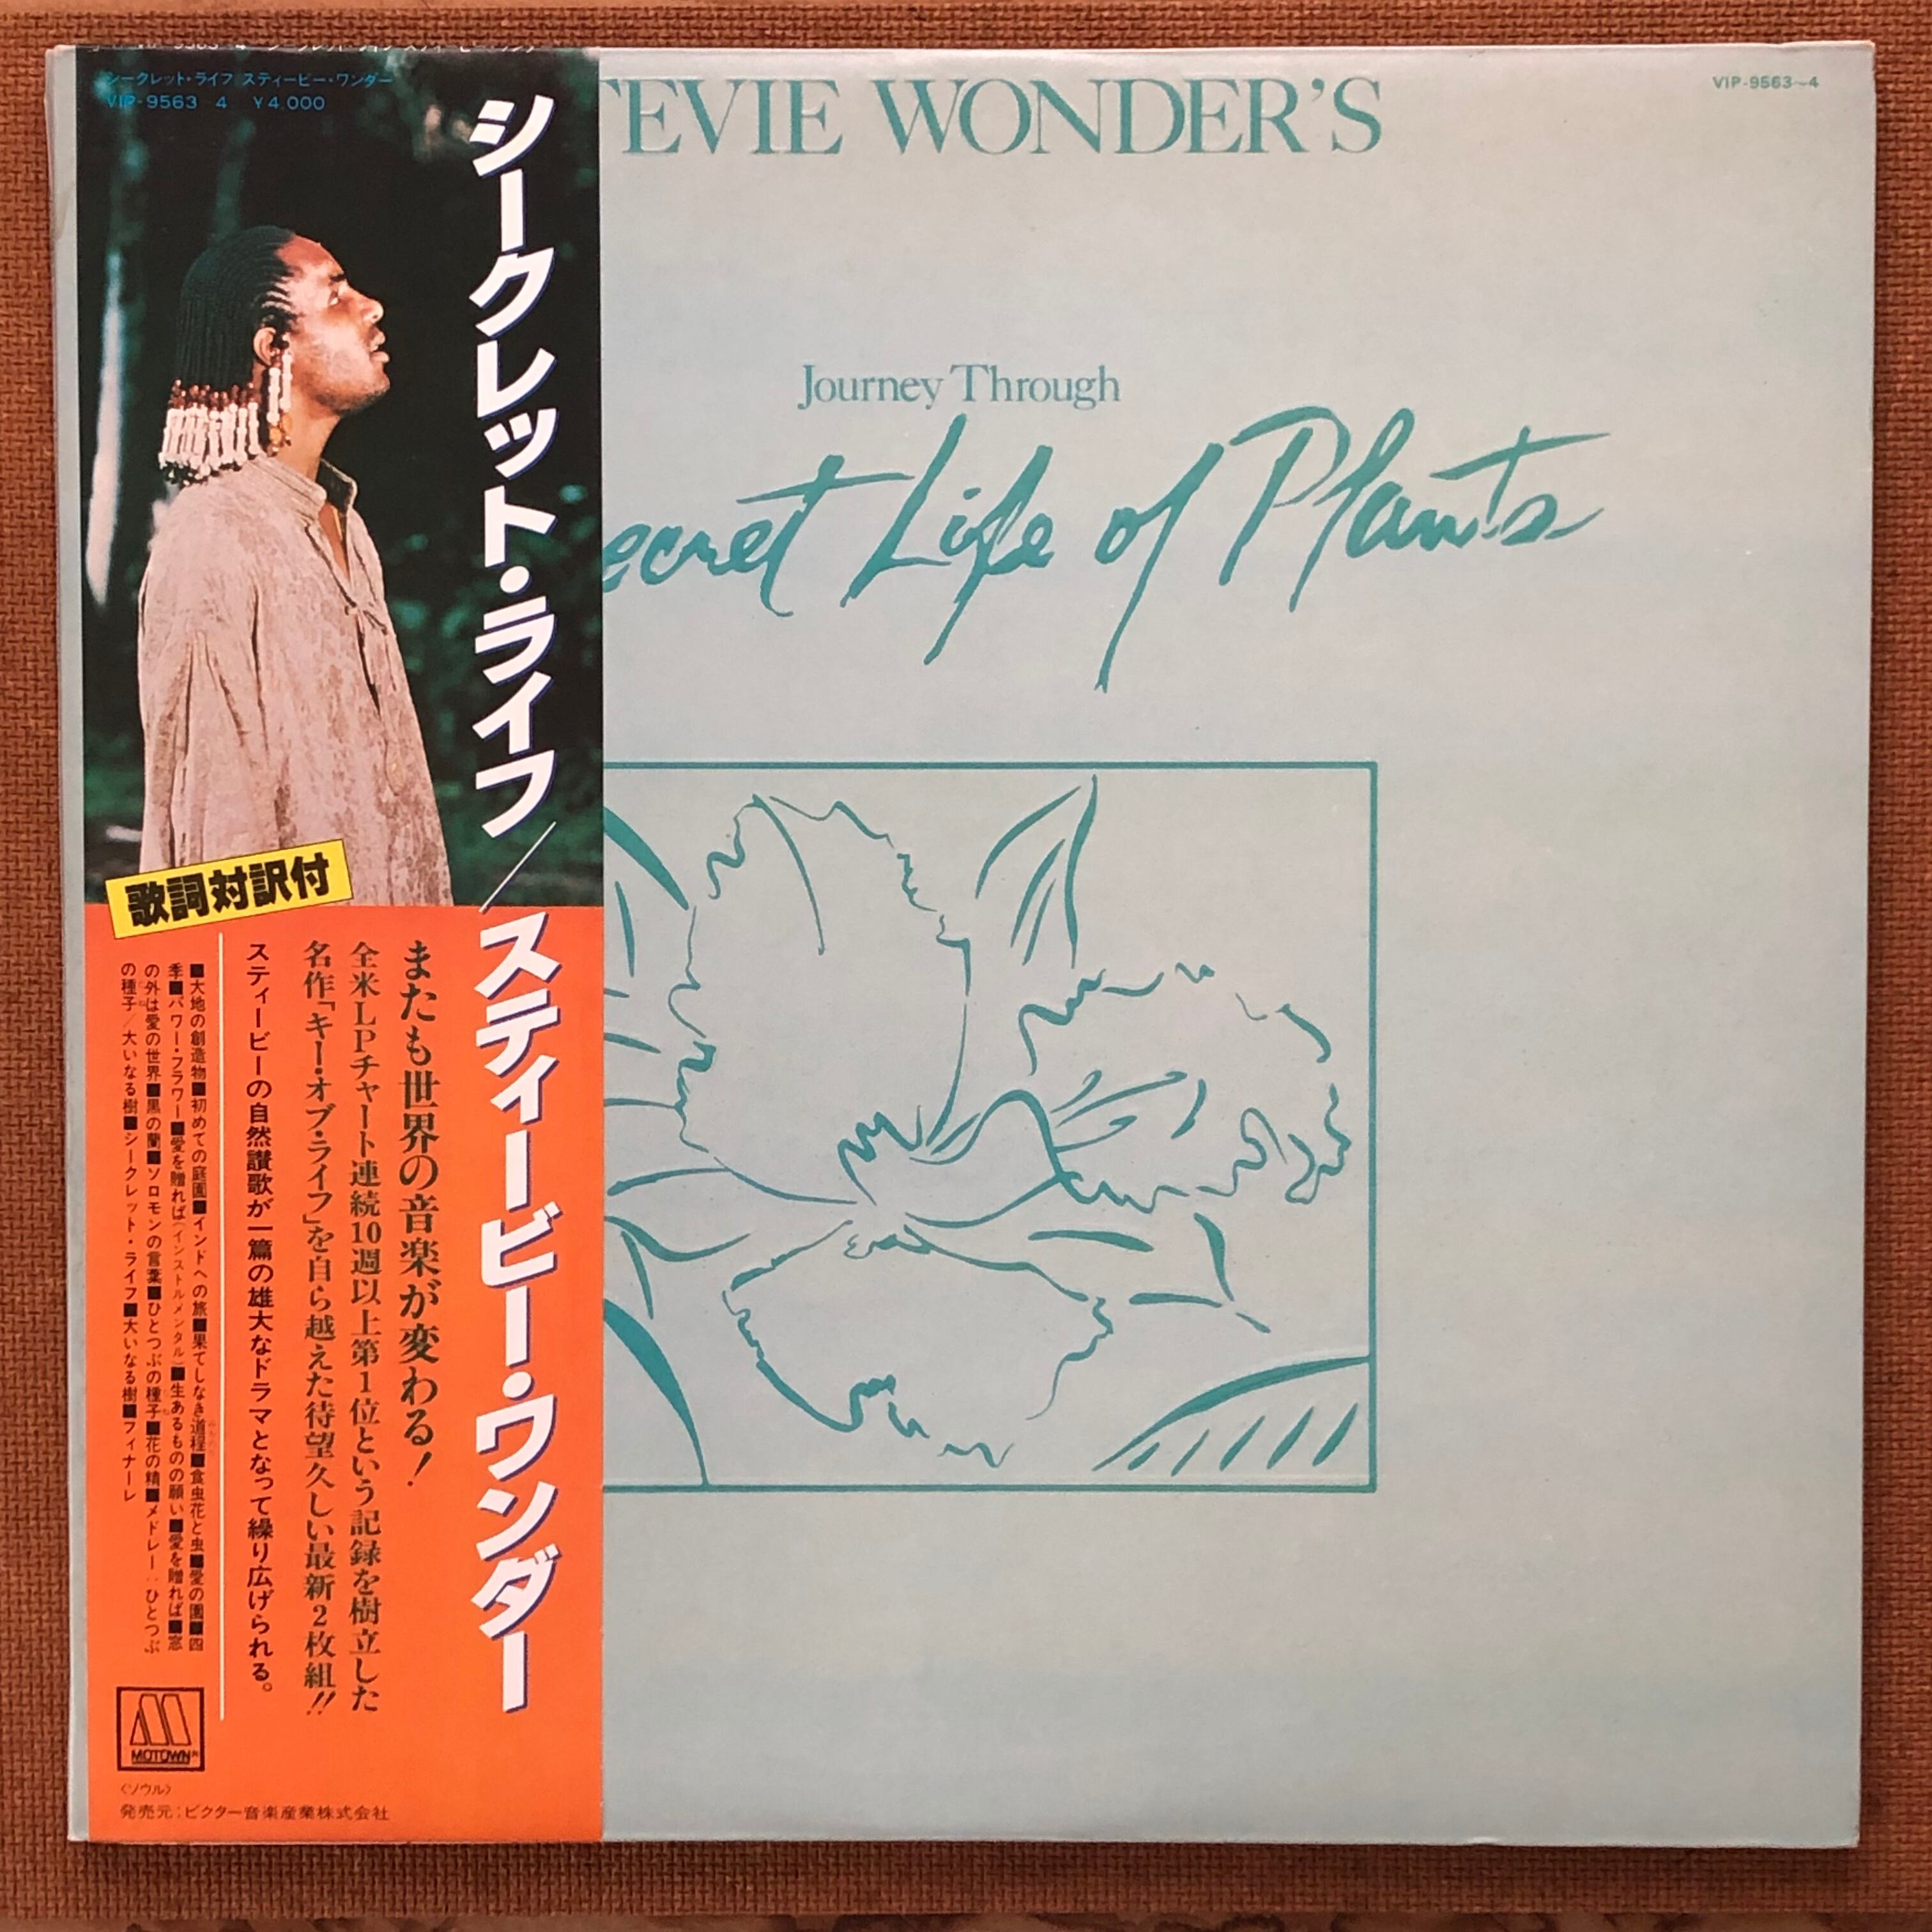 シークレット・ライフ スティービー・ワンダー
VIP-9563 4 ¥4,000
シークレット・ライフ/スティービー・ワンダー
歌詞対訳付
またも世界の音楽が変わる!
全米LPチャート連続10週以上第1位という記録を樹立した
名作「キー・オブ・ライフ」を自ら越えた待望久しい最新2枚組!!
スティービーの自然讃歌が一篇の雄大なドラマとなって繰り広げられる。
■大地の創造物■初めての庭園■インドへの旅■果てしなき道程■食虫花と虫■愛の園■四
季■パワー・フラワー■愛を贈れば(インストルメンタル)■生あるものの願い■愛を贈れば■窓
の外は愛の世界■黒の蘭■ソロモンの言葉■ひとつぶの種子■花の精■メドレー:ひとつぶ
の種子/大いなる樹■シークレット・ライフ■大いなる樹■フィナーレ
MOTOWN
〈ソウル〉
発売元:ビクター音楽産業株式会社
TEVIE WONDER'S
VIP-9563~4
Journey Through
ecret Life of Plants